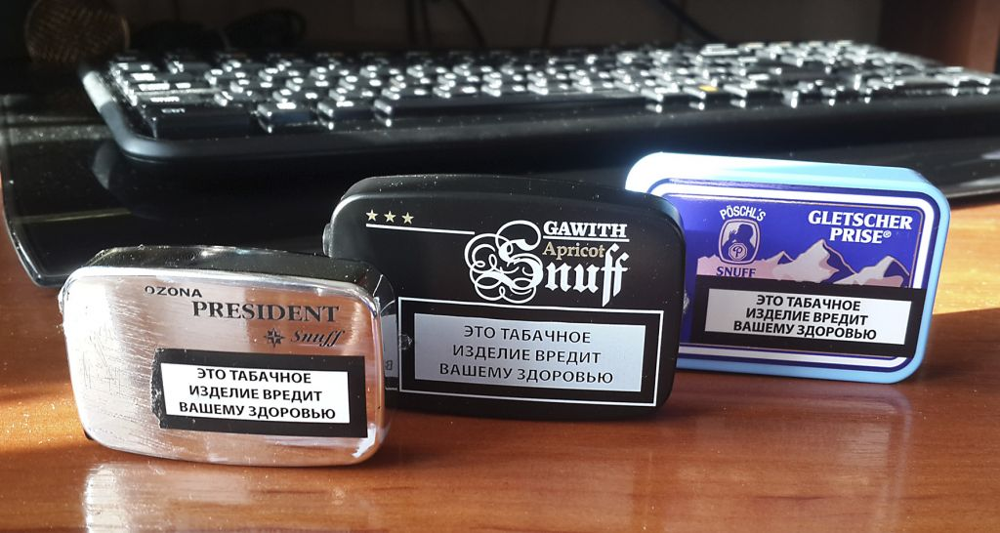 OZONA
PRESIDENT
Snuff
ЭТО ТАБАЧНОЕ
ИЗДЕЛИЕ ВРЕДИТ
ВАШЕМУ ЗДОРОВЬЮ
GAWITH
Apricot
Snuff
ЭТО ТАБАЧНОЕ
ИЗДЕЛИЕ ВРЕДИТ
ВАШЕМУ ЗДОРОВЬЮ
PÖSCHL'S
SNUFF
GLETSCHER
PRISE®
ЭТО ТАБАЧНОЕ
ИЗДЕЛИЕ ВРЕДИТ
ВАШЕМУ ЗДОРОВЬЮ